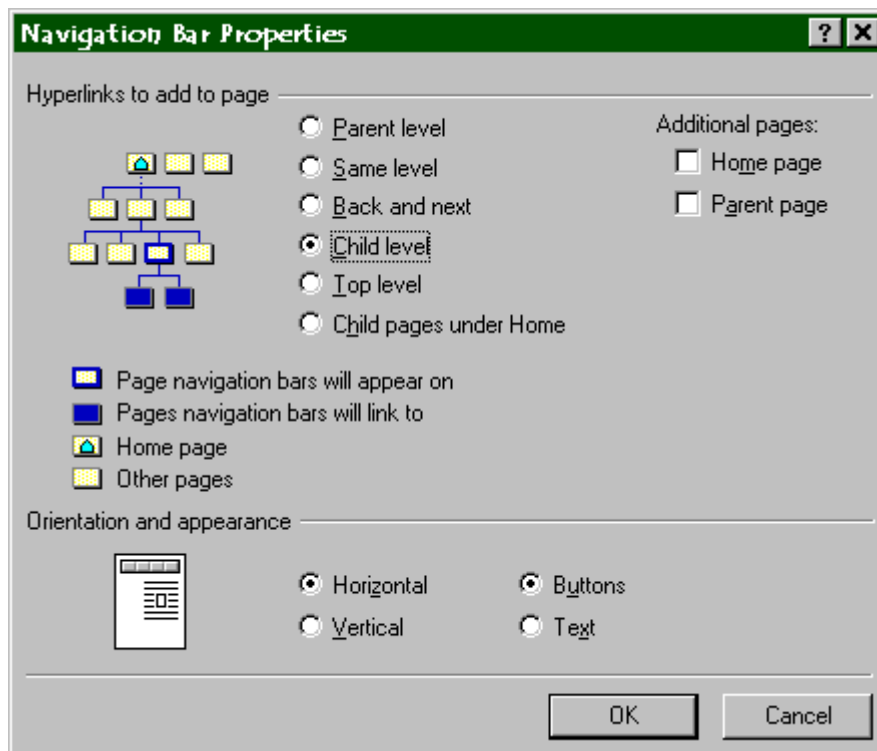 Navigation Bar Properties
Hyperlinks to add to page
Parent level
Same level
Back and next
Child level
Top level
Child pages under Home
Additional pages:
Home page
Parent page
Page navigation bars will appear on
Pages navigation bars will link to
Home page
Other pages
Orientation and appearance
Horizontal
Buttons
Vertical
Text
OK
Cancel